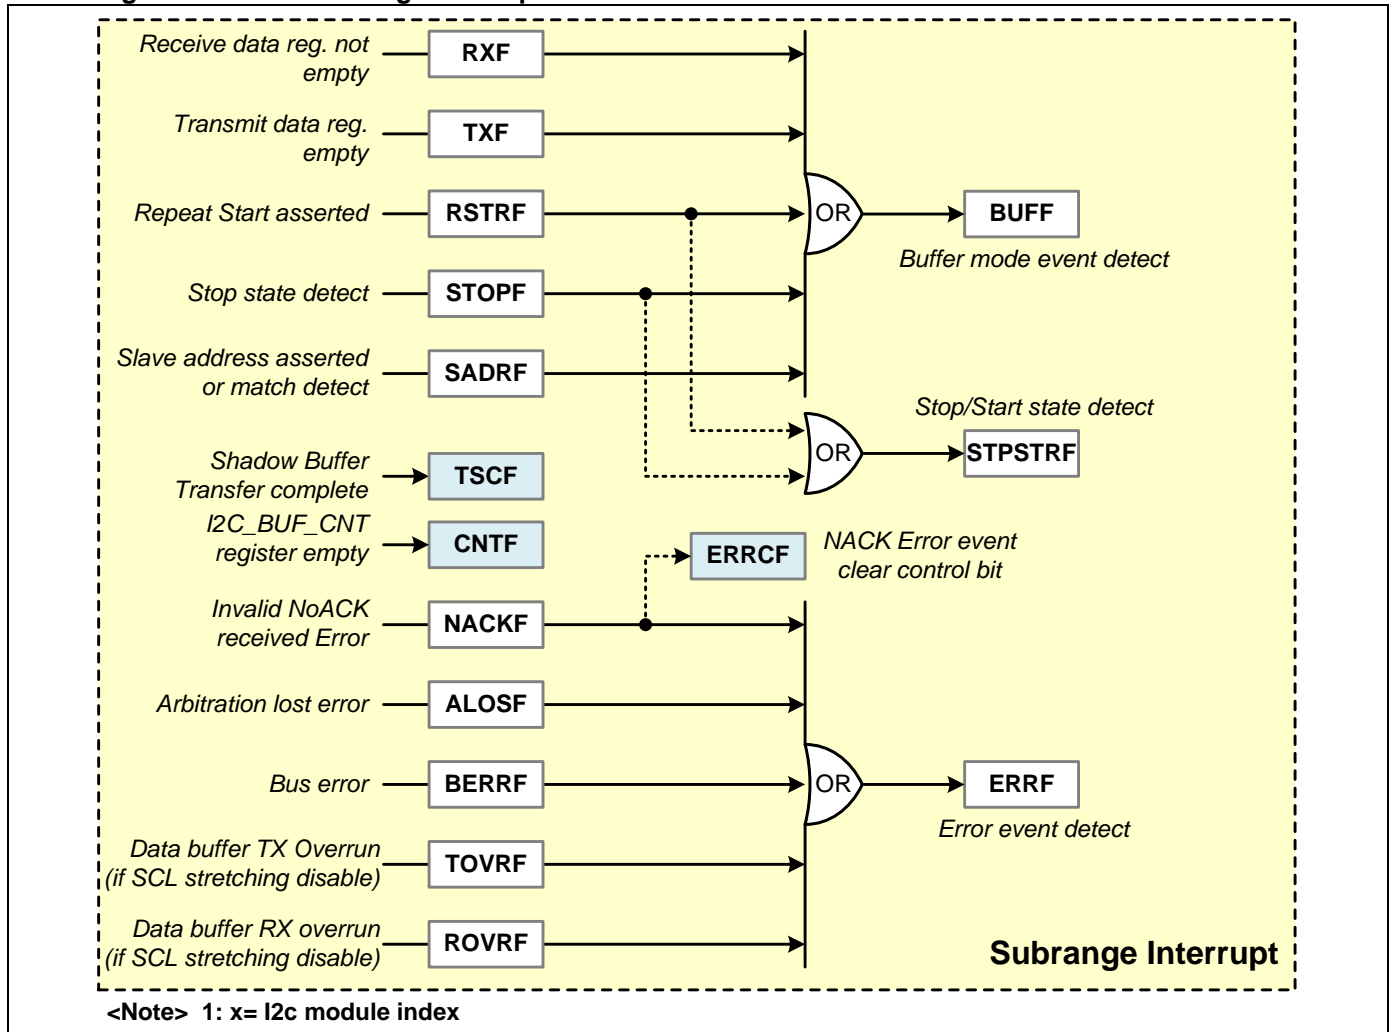 Receive data reg. not
empty
RXF
Transmit data reg.
empty
TXF
Repeat Start asserted
RSTRF
OR
BUFF
Buffer mode event detect
Stop state detect
STOPF
Slave address asserted
or match detect
SADRF
Stop/Start state detect
OR
STPSTRF
Shadow Buffer
Transfer complete
TSCF
I2C_BUF_CNT
register empty
CNTF
ERRCF
NACK Error event
clear control bit
Invalid NoACK
received Error
NACKF
Arbitration lost error
ALOSF
Bus error
BERRF
OR
ERRF
Error event detect
Data buffer TX Overrun
(if SCL stretching disable)
TOVRF
Data buffer RX overrun
(if SCL stretching disable)
ROVRF
Subrange Interrupt
<Note> 1: x= I2c module index